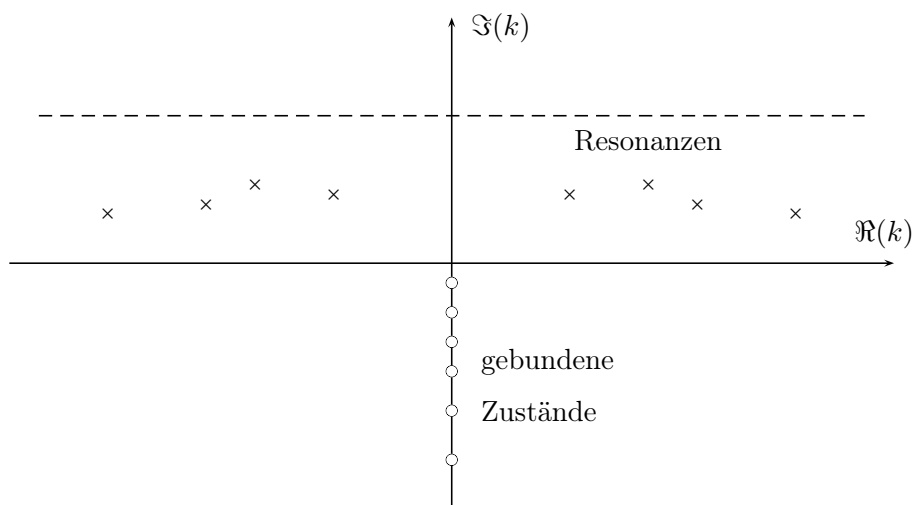 ℑ(k)
Resonanzen
ℜ(k)
gebundene
Zustände